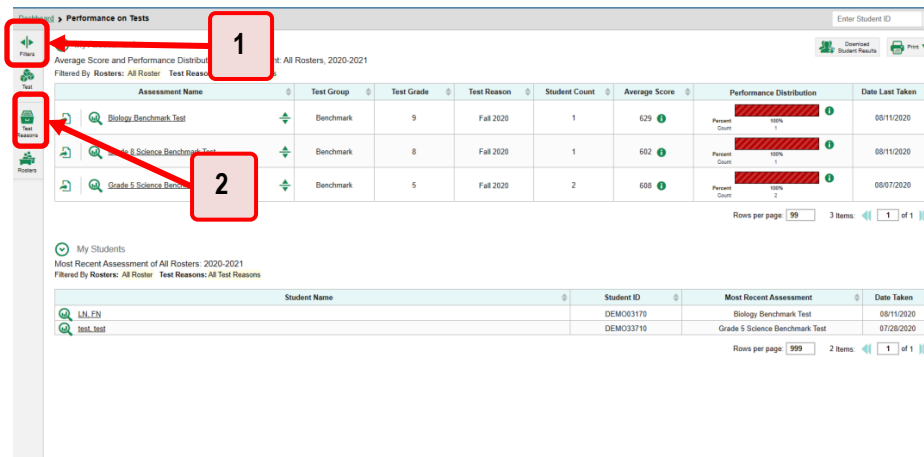 Dashboard > Performance on Tests
Enter Student ID
1
Filters
Download
Student Results
Print
Average Score and Performance Distribut
nt: All Rosters, 2020-2021
Filtered By Rosters: All Roster Test Reaso
s
Test
Assessment Name Test Group Test Grade Test Reason Student Count Average Score Performance Distribution Date Last Taken
Biology Benchmark Test Benchmark 9 Fall 2020 1 629 Percent 100% Count 1 08/11/2020
Test
Reasons
Grade 8 Science Benchmark Test Benchmark 8 Fall 2020 1 602 Percent 100% Count 1 08/11/2020
Rosters
Grade 5 Science Bench Benchmark 5 Fall 2020 2 608 Percent 100% Count 2 08/07/2020
2
Rows per page: 99 3 Items: 1 of 1
My Students
Most Recent Assessment of All Rosters: 2020-2021
Filtered By Rosters: All Roster Test Reasons: All Test Reasons
Student Name Student ID Most Recent Assessment Date Taken
LN, FN DEMO03170 Biology Benchmark Test 08/11/2020
test, test DEMO33710 Grade 5 Science Benchmark Test 07/28/2020
Rows per page: 999 2 Items: 1 of 1